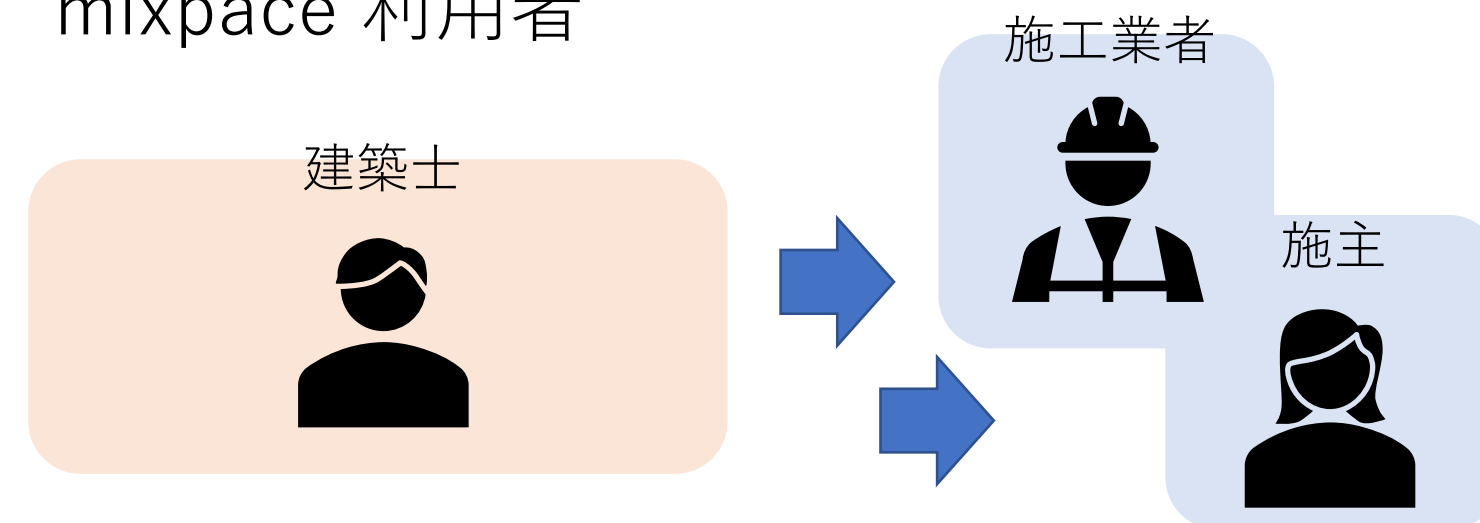 mixpace 利用者
施工業者
建築士
施主